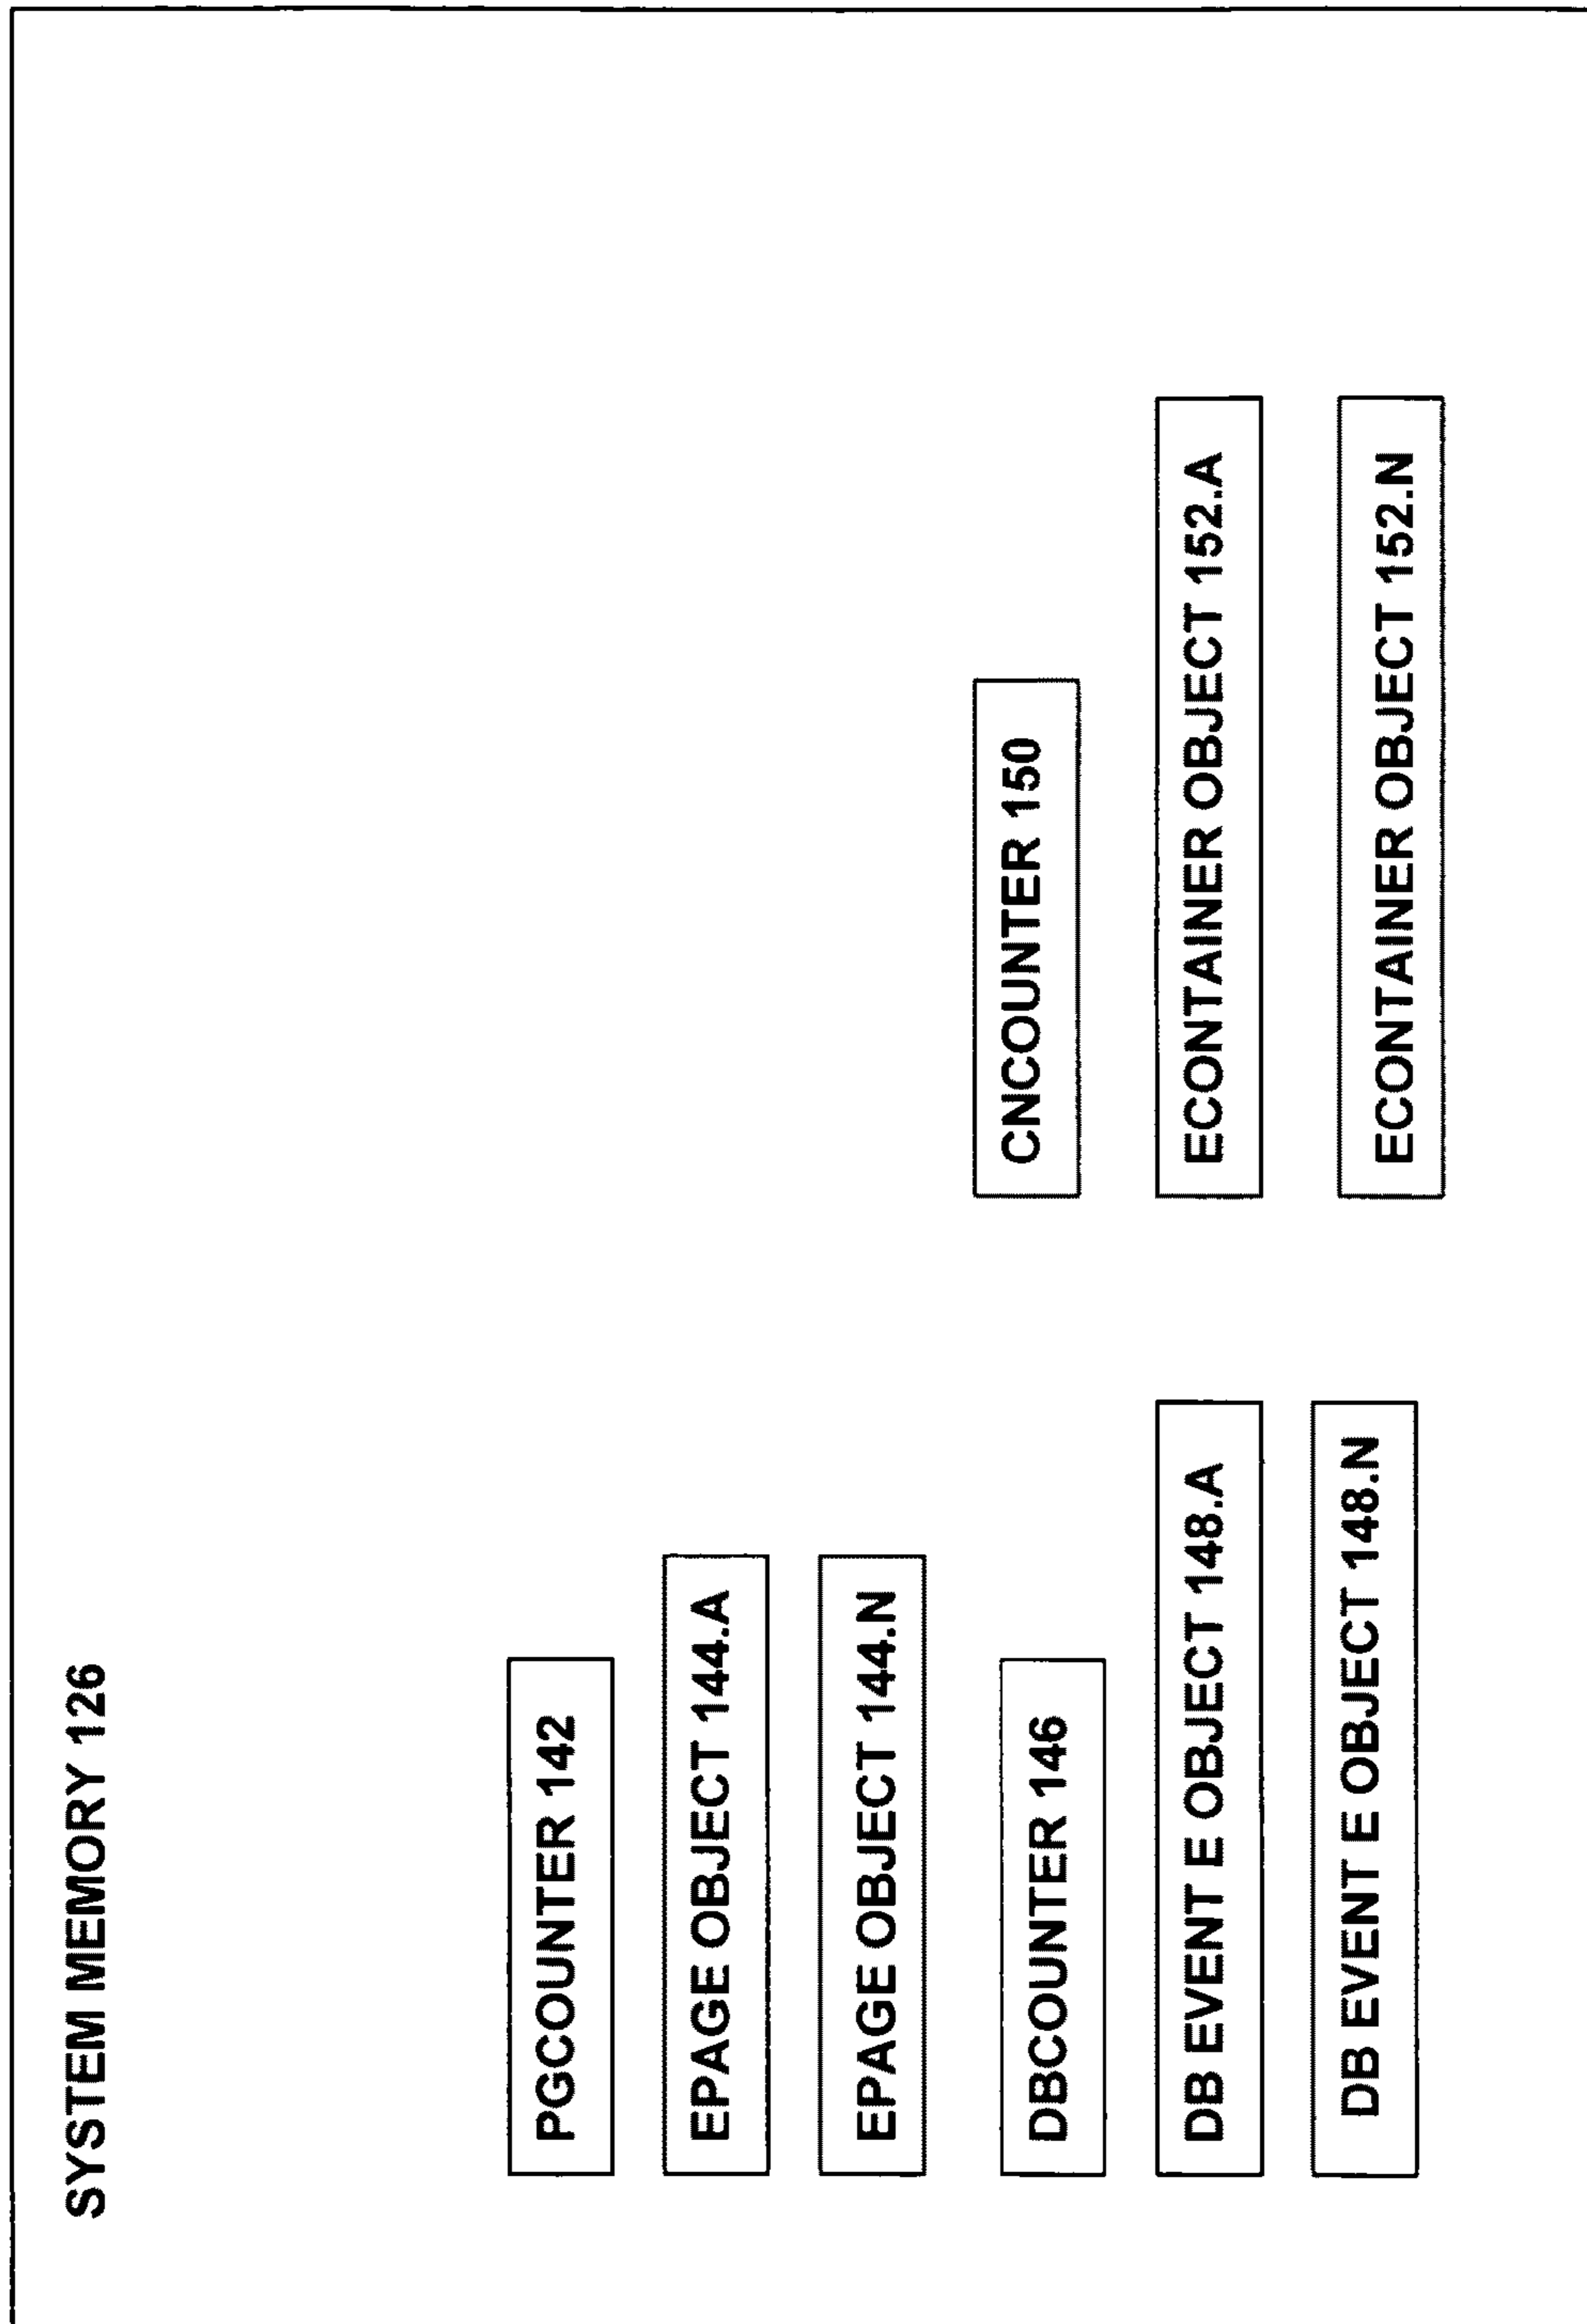 SYSTEM MEMORY 126
PGCOUNTER 142
EPAGE OBJECT 144.A
EPAGE OBJECT 144.N
DBCOUNTER 146
DB EVENT E OBJECT 148.A
DB EVENT E OBJECT 148.N
CNCOUNTER 150
ECONTAINER OBJECT 152.A
ECONTAINER OBJECT 152.N